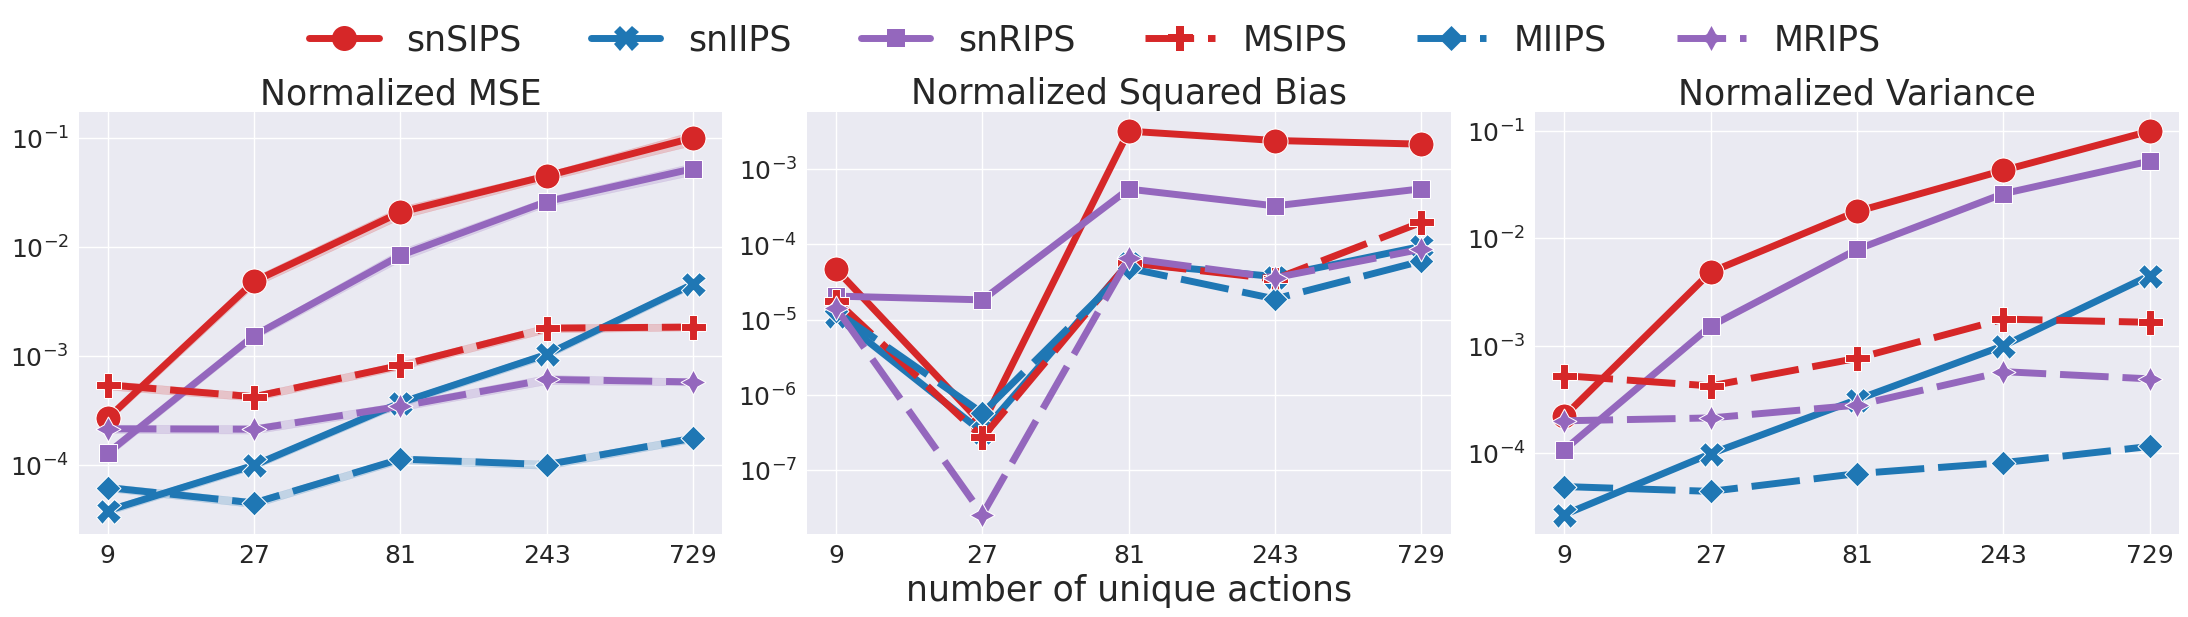 snSIPS snIIPS snRIPS MSIPS MIIPS MRIPS
Normalized MSE Normalized Squared Bias Normalized Variance
10⁻¹
10⁻²
10⁻³
10⁻⁴
9 27 81 243 729
10⁻³
10⁻⁴
10⁻⁵
10⁻⁶
10⁻⁷
9 27 81 243 729
10⁻¹
10⁻²
10⁻³
10⁻⁴
9 27 81 243 729
number of unique actions